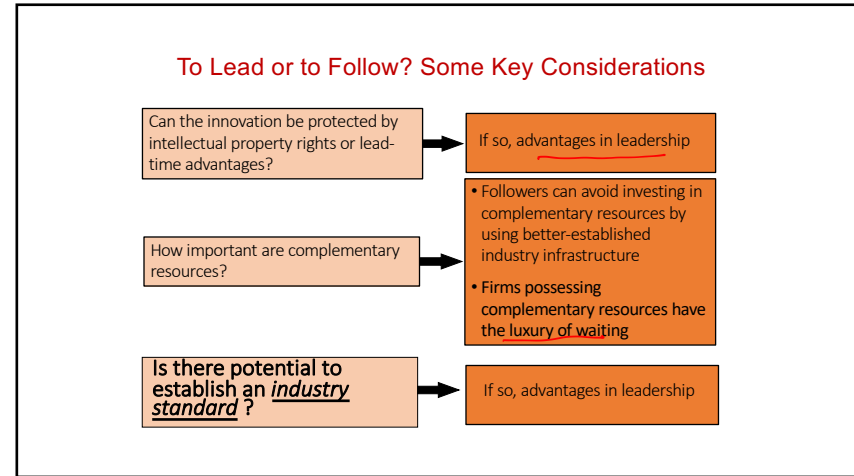 To Lead or to Follow? Some Key Considerations
Can the innovation be protected by
intellectual property rights or lead-
time advantages?
If so, advantages in leadership
How important are complementary
resources?
• Followers can avoid investing in
complementary resources by
using better-established
industry infrastructure
• Firms possessing
complementary resources have
the luxury of waiting
Is there potential to
establish an industry
standard ?
If so, advantages in leadership